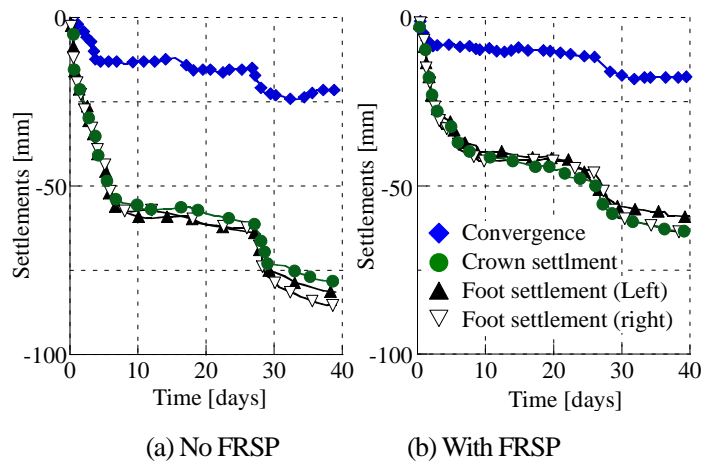 0
-50
-100
Settlements [mm]
0 10 20 30 40
Time [days]
(a) No FRSP
0
-50
-100
Settlements [mm]
Convergence
Crown settlment
Foot settlement (Left)
Foot settlement (right)
0 10 20 30 40
Time [days]
(b) With FRSP